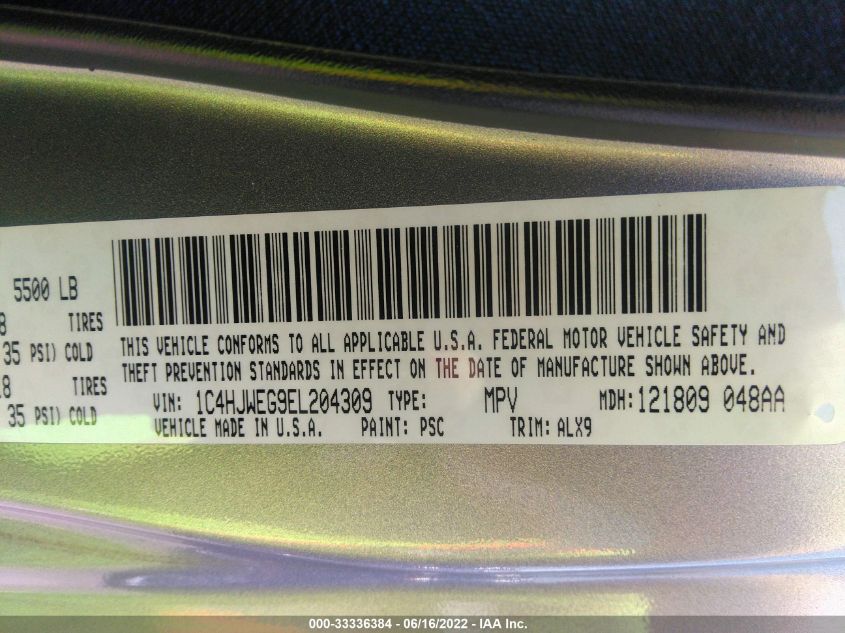 5500 LB
8 TIRES
35 PSI) COLD
18 TIRES
35 PSI) COLD
THIS VEHICLE CONFORMS TO ALL APPLICABLE U.S.A. FEDERAL MOTOR VEHICLE SAFETY AND
THEFT PREVENTION STANDARDS IN EFFECT ON THE DATE OF MANUFACTURE SHOWN ABOVE.
VIN: 1C4HJWEG9EL204309 TYPE: MPV MDH: 121809 048AA
VEHICLE MADE IN U.S.A. PAINT: PSC TRIM: ALX9
000-33336384 - 06/16/2022 - IAA Inc.